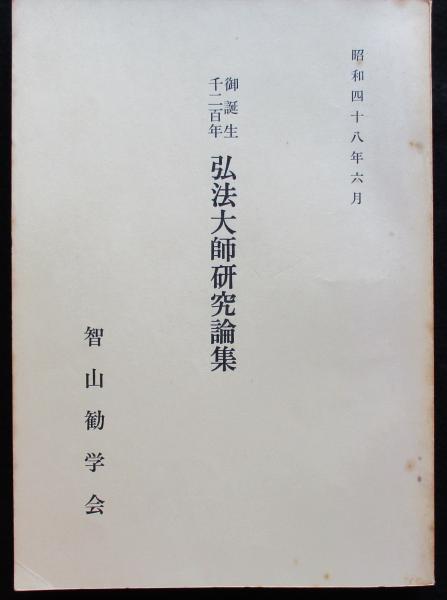 昭和四十八年六月
御誕生
千二百年
弘法大師研究論集
智山勧学会